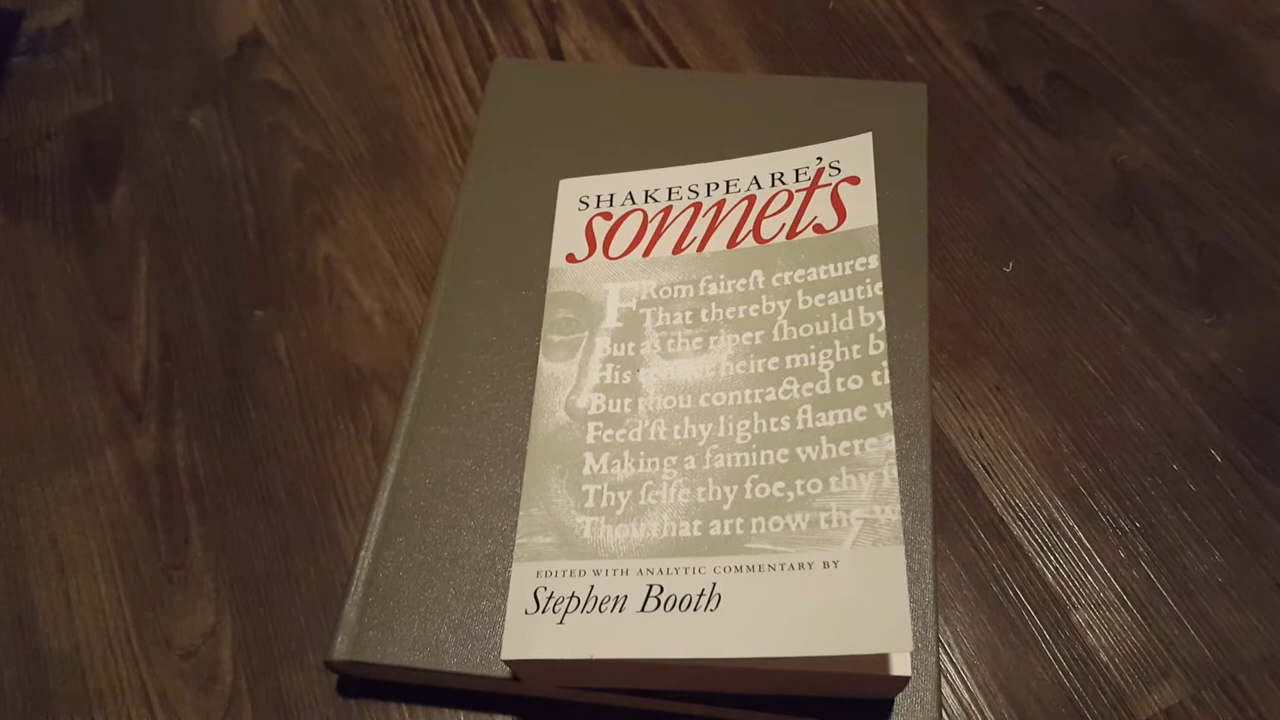 SHAKESPEARE'S
sonnets
FRom faireſt creatures
That thereby beautie
But as the riper ſhould by
His heire might b
But thou contracted to t
Feed'ſt thy lights flame w
Making a famine where
Thy ſelfe thy foe,to thy ſ
Thou that art now the
EDITED WITH ANALYTIC COMMENTARY BY
Stephen Booth